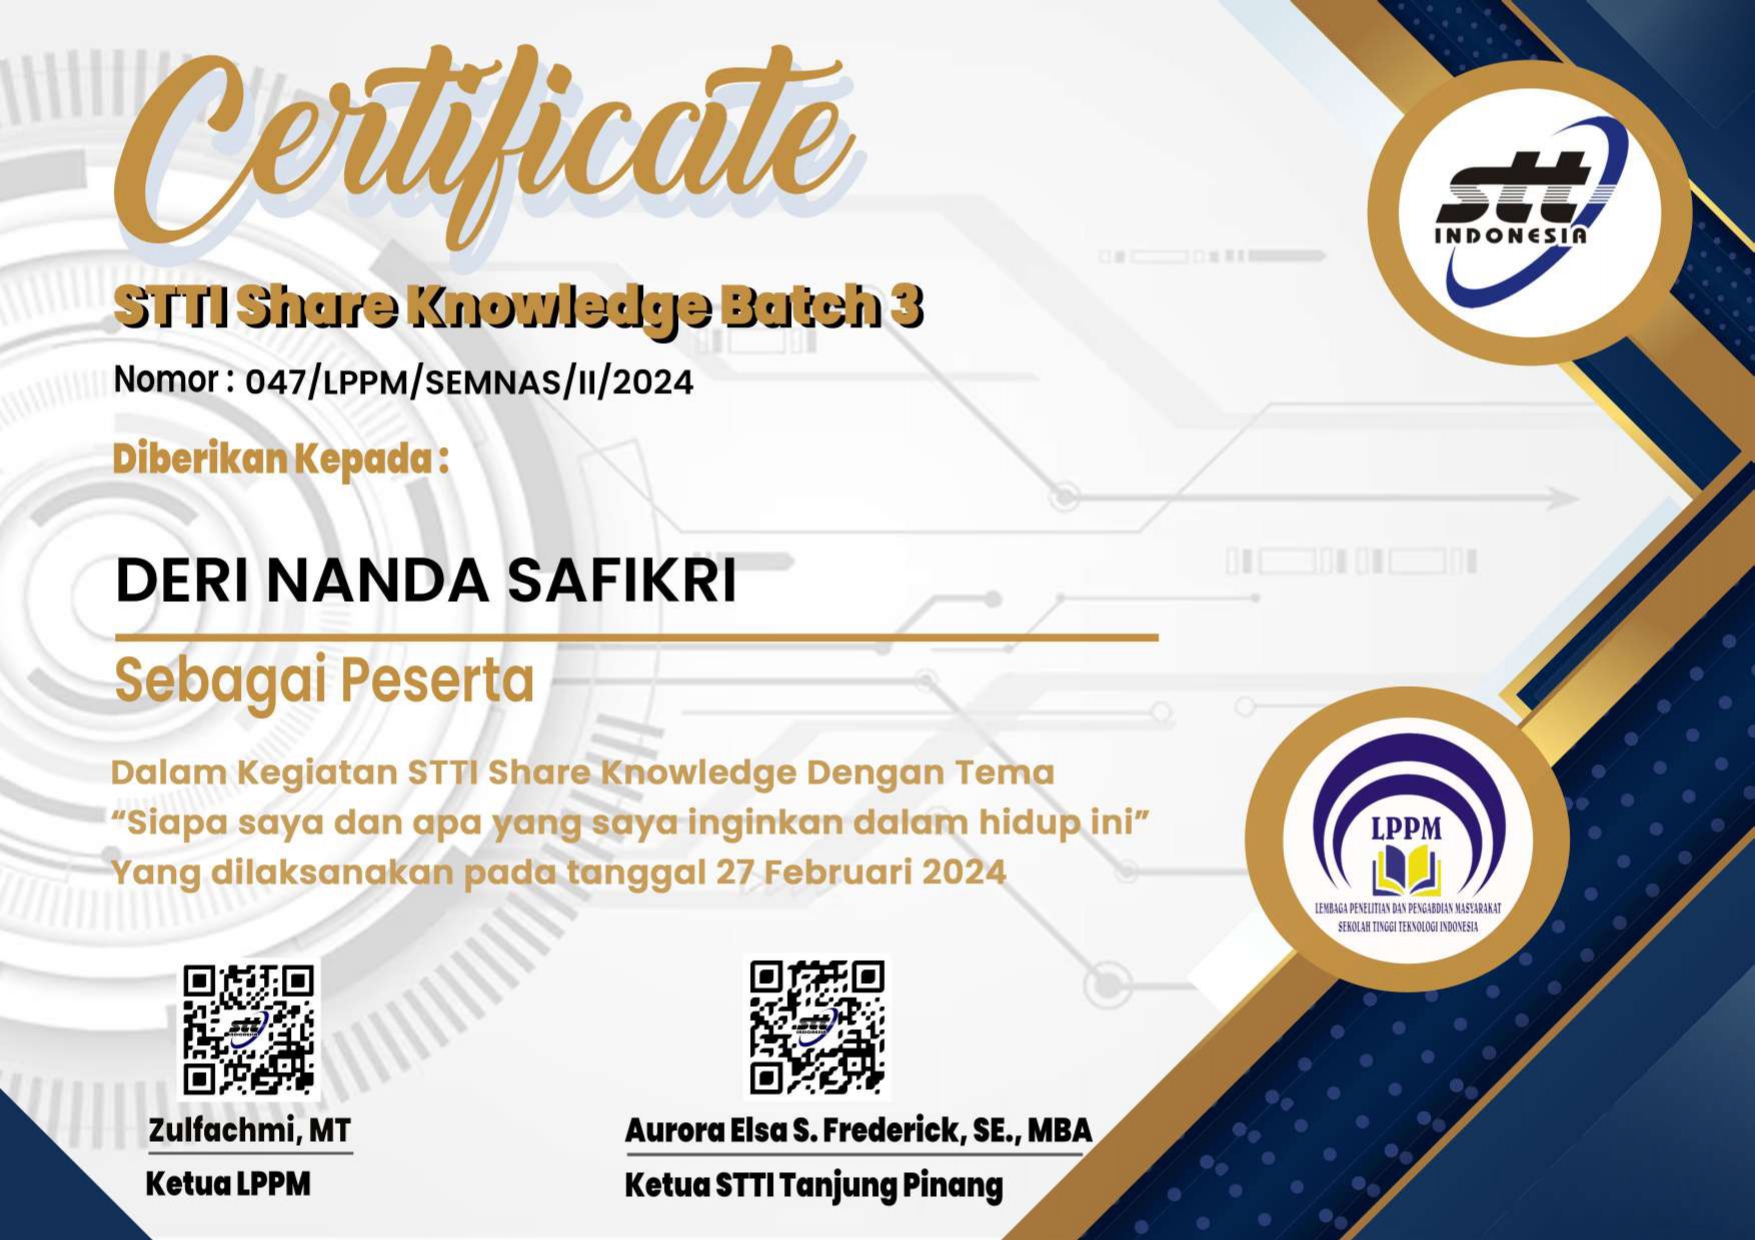 Certificate
STTI Share Knowledge Batch 3
Nomor : 047/LPPM/SEMNAS/II/2024
Diberikan Kepada :
DERI NANDA SAFIKRI
Sebagai Peserta
Dalam Kegiatan STTI Share Knowledge Dengan Tema
“Siapa saya dan apa yang saya inginkan dalam hidup ini”
Yang dilaksanakan pada tanggal 27 Februari 2024
Zulfachmi, MT
Ketua LPPM
Aurora Elsa S. Frederick, SE., MBA
Ketua STTI Tanjung Pinang
stti
INDONESIA
LPPM
LEMBAGA PENELITIAN DAN PENGABDIAN MASYARAKAT
SEKOLAH TINGGI TEKNOLOGI INDONESIA